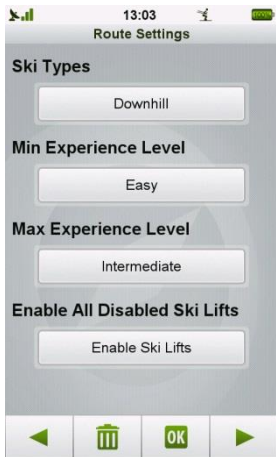 13:03
Route Settings
Ski Types
Downhill
Min Experience Level
Easy
Max Experience Level
Intermediate
Enable All Disabled Ski Lifts
Enable Ski Lifts
OK